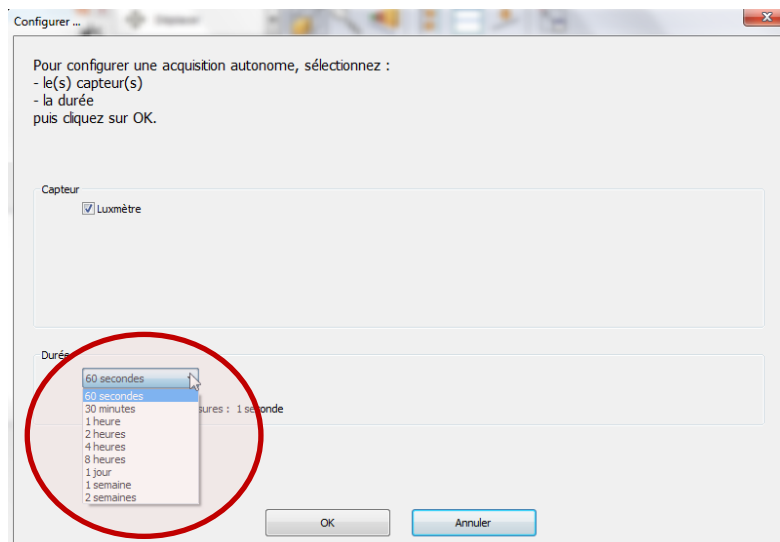 Configurer ...
Déplacer
Pour configurer une acquisition autonome, sélectionnez :
- le(s) capteur(s)
- la durée
puis cliquez sur OK.
Capteur
Luxmètre
Durée
60 secondes
60 secondes
30 minutes
sures : 1 seconde
1 heure
2 heures
4 heures
8 heures
1 jour
1 semaine
2 semaines
OK
Annuler